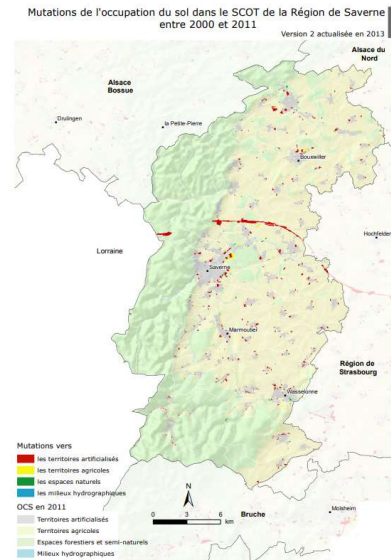 Mutations de l'occupation du sol dans le SCOT de la Région de Saverne
entre 2000 et 2011
Version 2 actualisée en 2013
Alsace du
Nord
Alsace
Bossue
Drulingen
la Petite-Pierre
Bouxwiller
Lorraine
Hochfelden
Saverne
Marmoutier
Région de
Strasbourg
Wasselonne
Mutations vers
les territoires artificialisés
les territoires agricoles
les espaces naturels
les milieux hydrographiques
OCS en 2011
Territoires artificialisés
Territoires agricoles
Espaces forestiers et semi-naturels
Milieux hydrographiques
N
0 3 6
km
Bruche
Molsheim